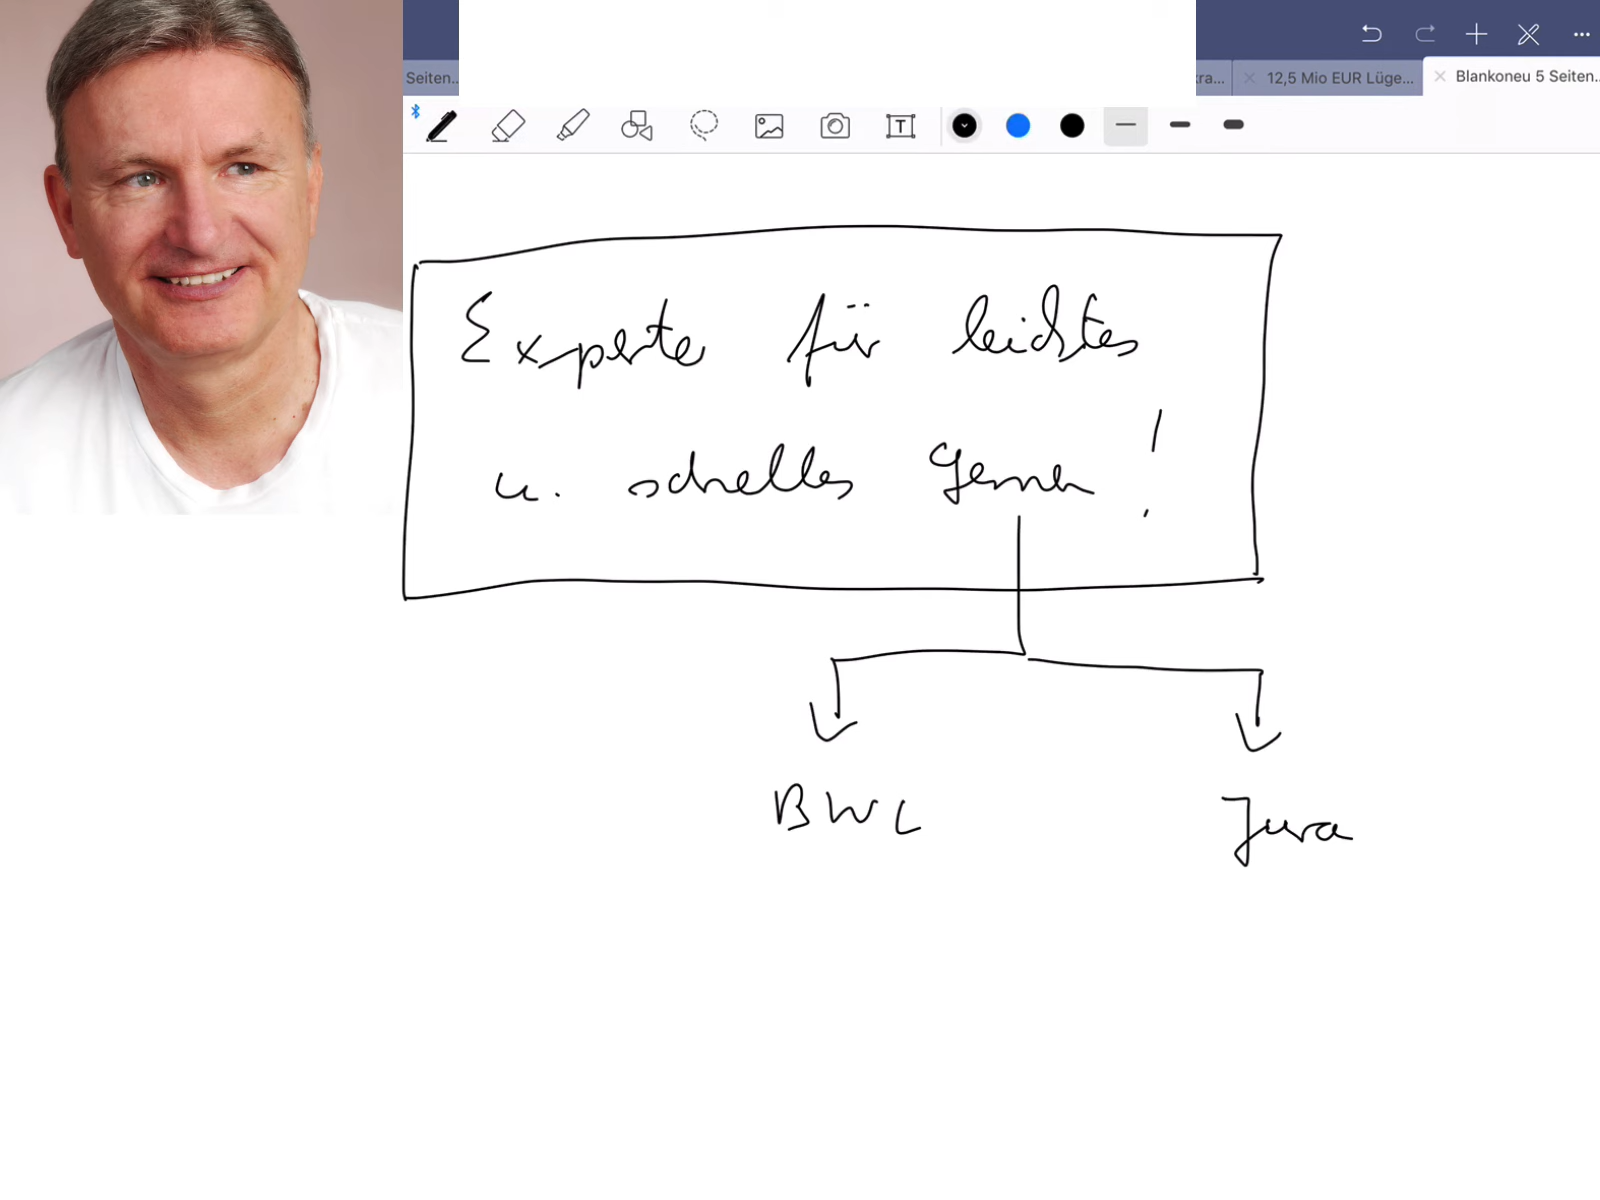 Seiten..
ra...
12,5 Mio EUR Lüge...
Blankoneu 5 Seiten..
T
Experte für leichtes
u. schnelles Lernen!
BWL
Jura